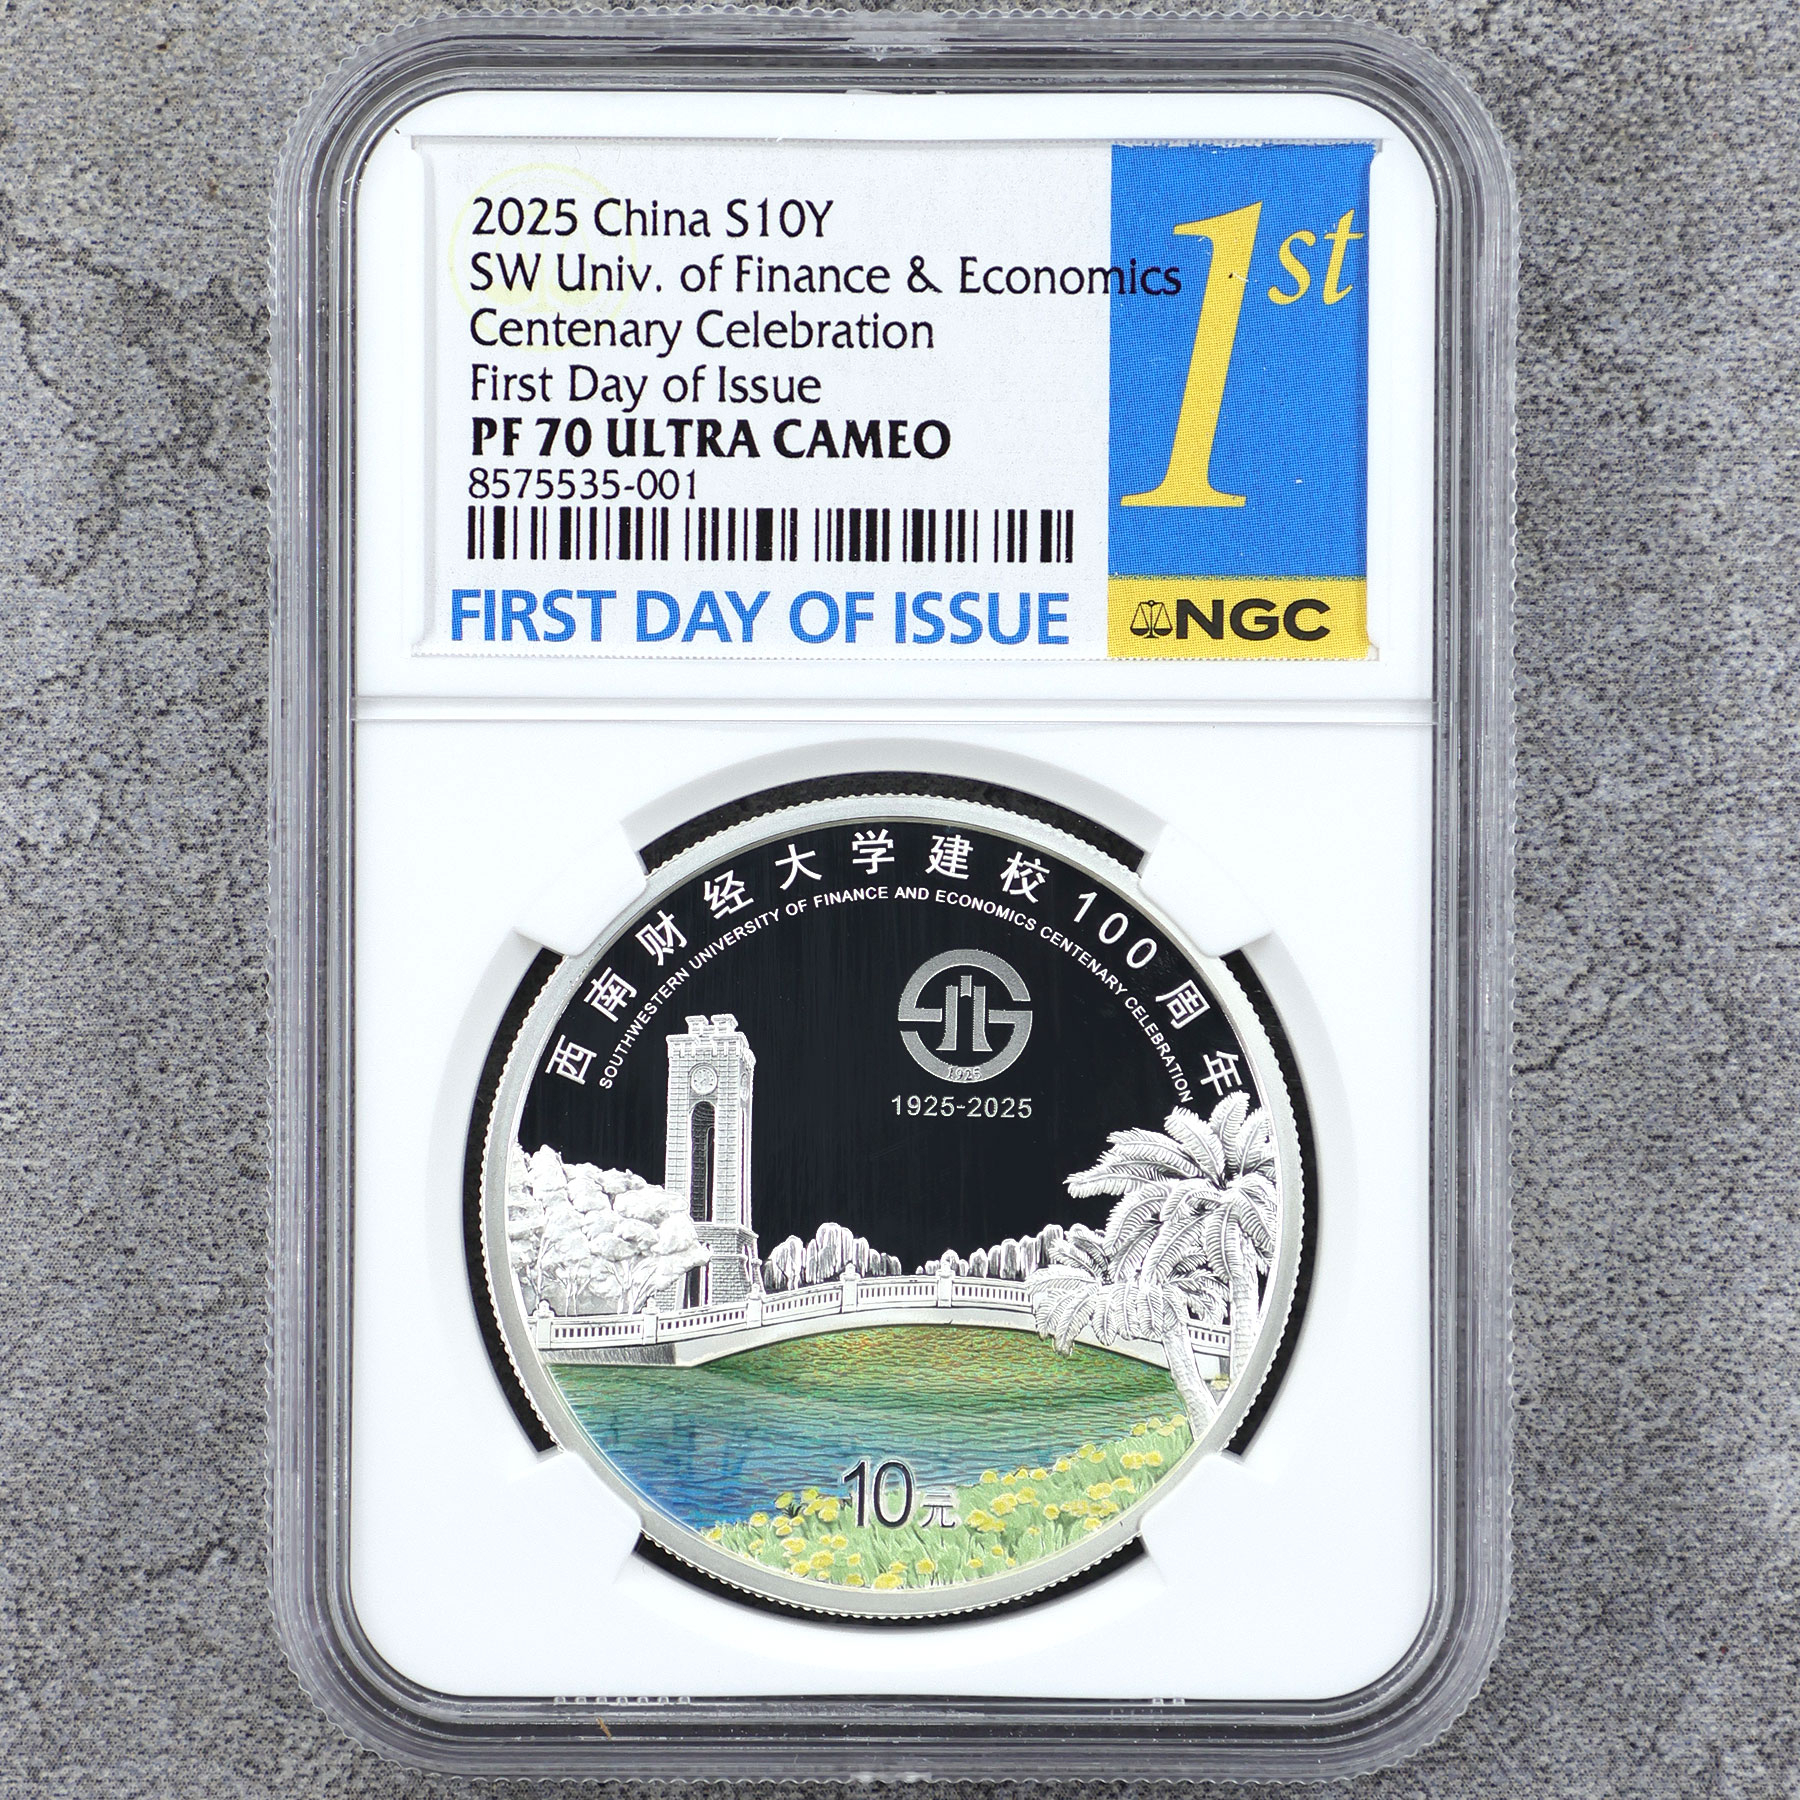 2025 China S10Y
SW Univ. of Finance & Economics
Centenary Celebration
First Day of Issue
PF 70 ULTRA CAMEO
8575535-001
FIRST DAY OF ISSUE
1st
NGC
西南财经大学建校100周年
SOUTHWESTERN UNIVERSITY OF FINANCE AND ECONOMICS CENTENARY CELEBRATION
1925
1925-2025
10元